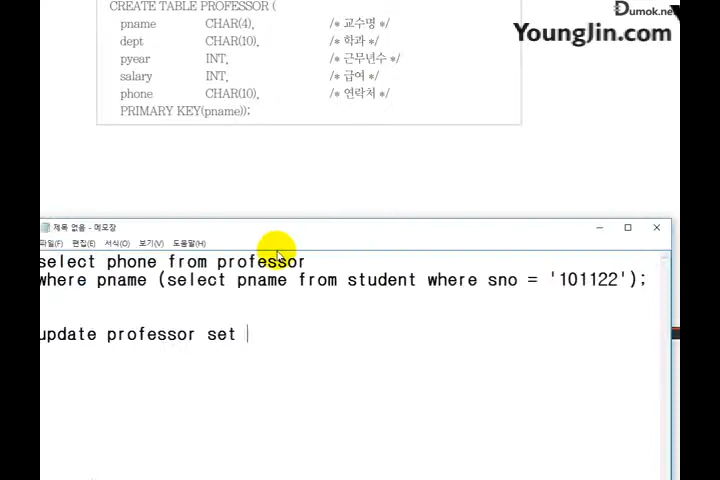 CREATE TABLE PROFESSOR (
pname CHAR(4), /* 교수명 */
dept CHAR(10), /* 학과 */
pyear INT, /* 근무년수 */
salary INT, /* 급여 */
phone CHAR(10), /* 연락처 */
PRIMARY KEY(pname));
Dumok.ne
YoungJin.com
제목 없음 - 메모장
파일(F) 편집(E) 서식(O) 보기(V) 도움말(H)
select phone from professor
where pname (select pname from student where sno = '101122');
update professor set